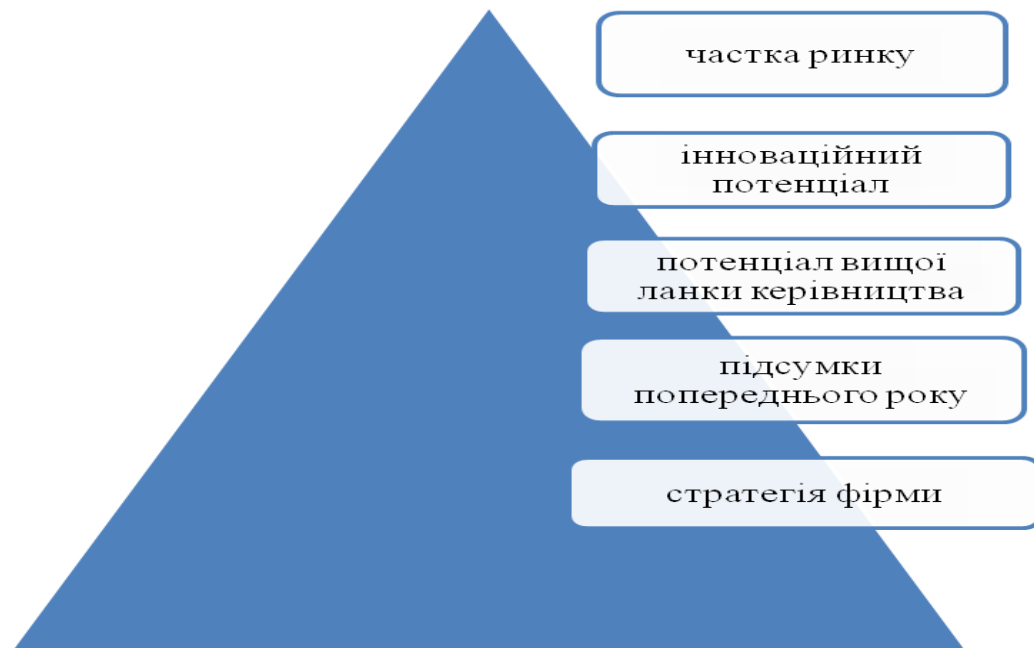 частка ринку
інноваційний
потенціал
потенціал вищої
ланки керівництва
підсумки
попереднього року
стратегія фірми